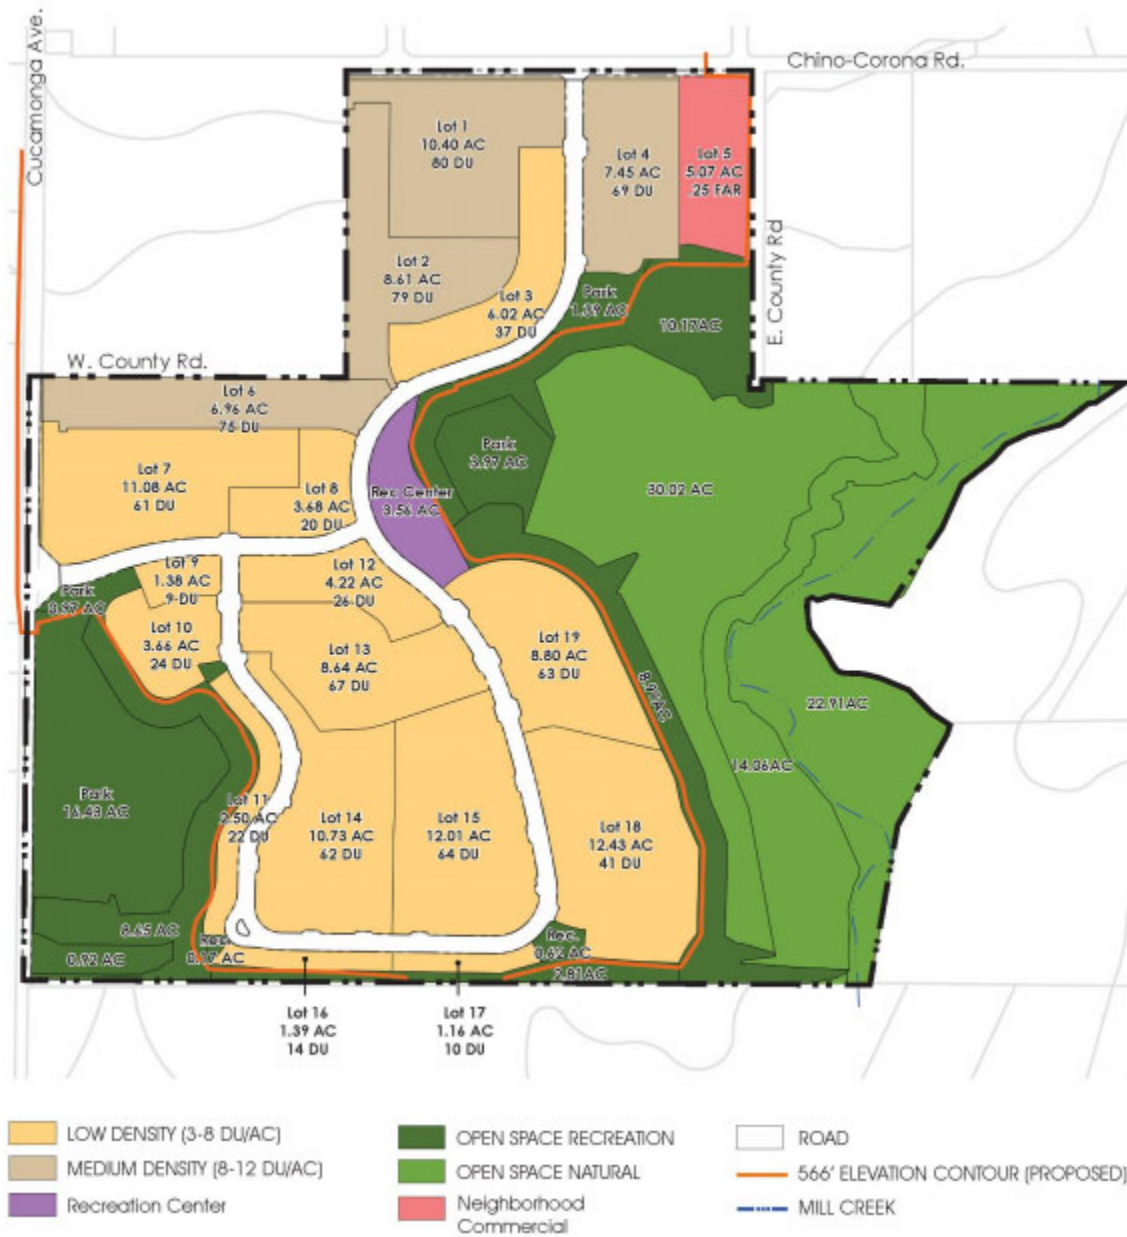 Cucamonga Ave.
Chino-Corona Rd.
Lot 1
10.40 AC
80 DU
Lot 4
7.45 AC
69 DU
Lot 5
5.07 AC
.25 FAR
E. County Rd
Lot 2
8.61 AC
79 DU
Lot 3
6.02 AC
37 DU
Park
1.39 AC
10.17AC
W. County Rd.
Lot 6
6.96 AC
75 DU
Park
3.97 AC
Lot 7
11.08 AC
61 DU
Lot 8
3.68 AC
20 DU
Rec. Center
3.56 AC
30.02 AC
Lot 9
1.38 AC
9 DU
Lot 12
4.22 AC
26 DU
Park
0.97 AC
Lot 10
3.66 AC
24 DU
Lot 13
8.64 AC
67 DU
Lot 19
8.80 AC
63 DU
22.91AC
14.06AC
Park
16.43 AC
Lot 11
2.50 AC
22 DU
Lot 14
10.73 AC
62 DU
Lot 15
12.01 AC
64 DU
Lot 18
12.43 AC
41 DU
8.65 AC
0.92 AC
Rec.
0.17 AC
Rec.
0.62 AC
2.81AC
Lot 16
1.39 AC
14 DU
Lot 17
1.16 AC
10 DU
LOW DENSITY (3-8 DU/AC)
MEDIUM DENSITY (8-12 DU/AC)
Recreation Center
OPEN SPACE RECREATION
OPEN SPACE NATURAL
Neighborhood
Commercial
ROAD
566' ELEVATION CONTOUR (PROPOSED)
MILL CREEK